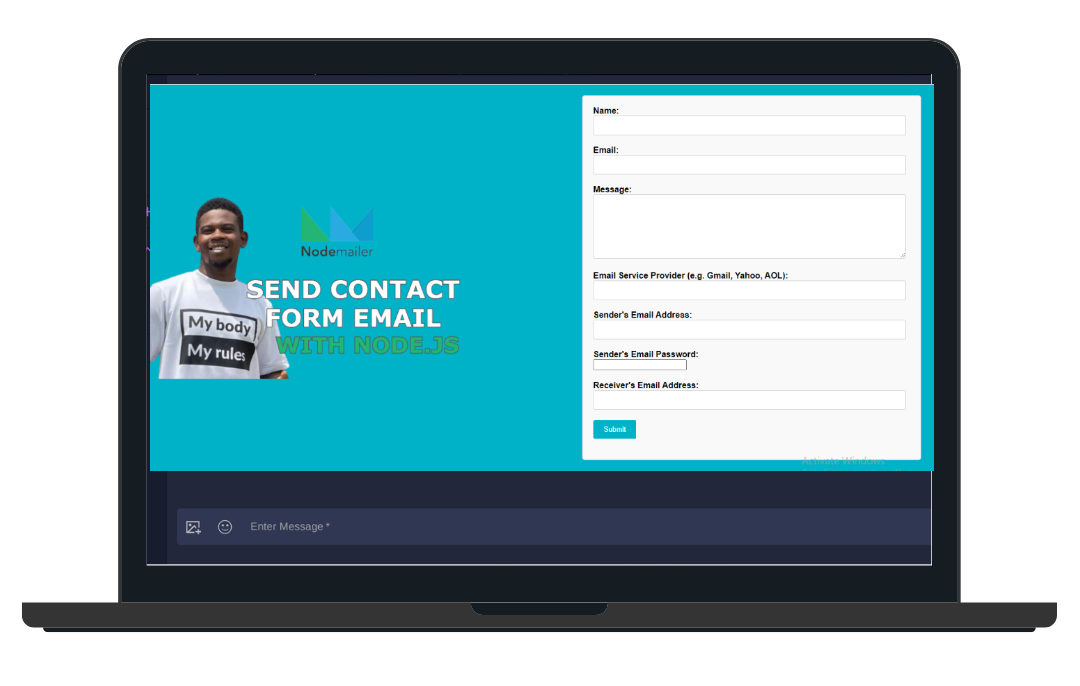 Nodemailer
SEND CONTACT
FORM EMAIL
WITH NODE.JS
My body
My rules
Name:
Email:
Message:
Email Service Provider (e.g. Gmail, Yahoo, AOL):
Sender's Email Address:
Sender's Email Password:
Receiver's Email Address:
Submit
Activate Windows
Enter Message *